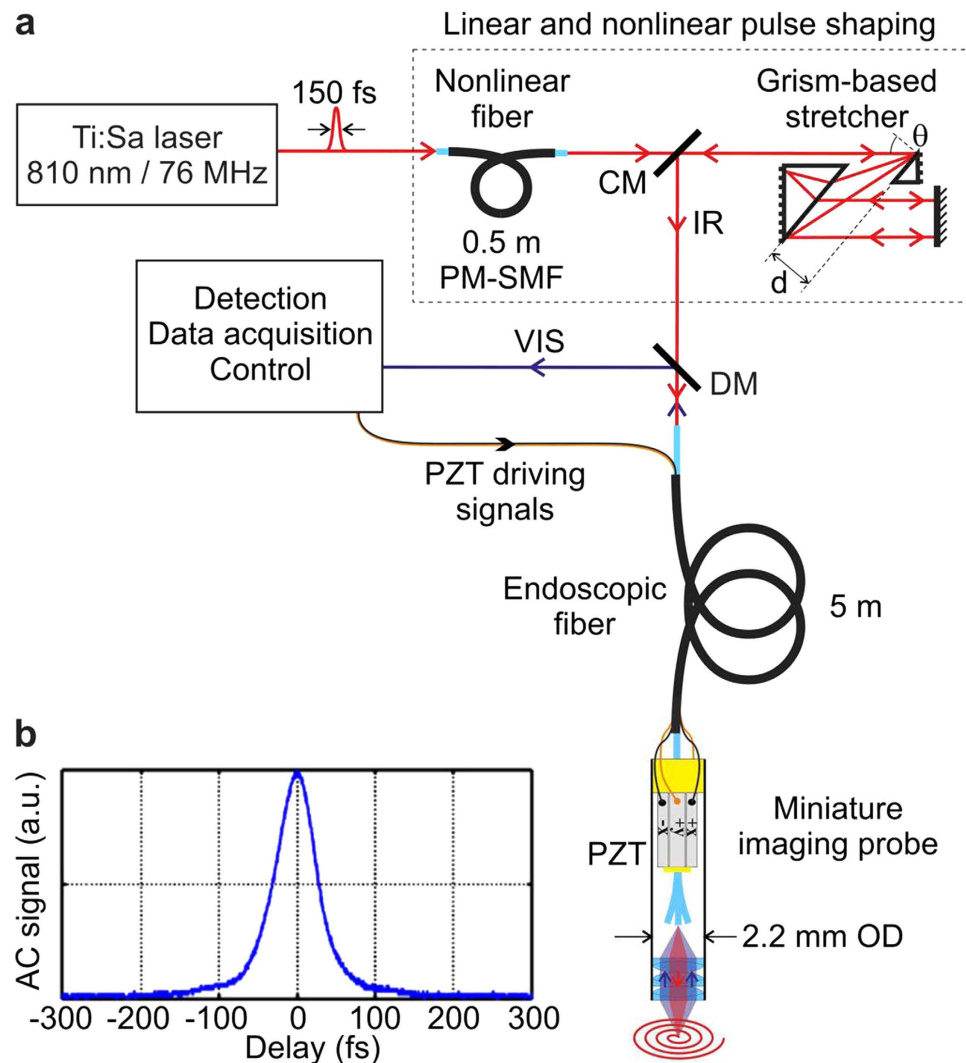 a
Linear and nonlinear pulse shaping
150 fs
Nonlinear
fiber
Grism-based
stretcher
θ
Ti:Sa laser
810 nm / 76 MHz
CM
IR
0.5 m
PM-SMF
d
Detection
Data acquisition
Control
VIS
DM
PZT driving
signals
Endoscopic
fiber
5 m
b
AC signal (a.u.)
-300 -200 -100 0 100 200 300
Delay (fs)
Miniature
imaging probe
PZT
2.2 mm OD